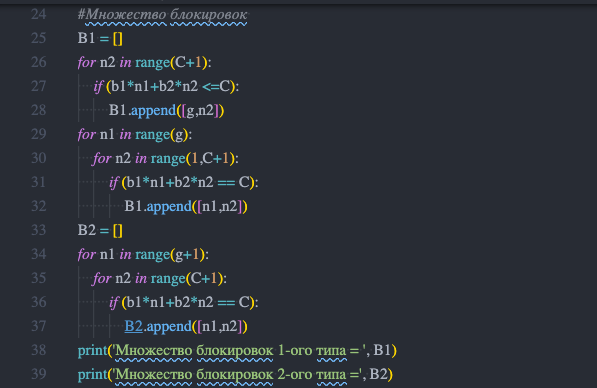 24 #Множество блокировок
25 B1 = []
26 for n2 in range(C+1):
27 if (b1*n1+b2*n2 <=C):
28 B1.append([g,n2])
29 for n1 in range(g):
30 for n2 in range(1,C+1):
31 if (b1*n1+b2*n2 == C):
32 B1.append([n1,n2])
33 B2 = []
34 for n1 in range(g+1):
35 for n2 in range(C+1):
36 if (b1*n1+b2*n2 == C):
37 B2.append([n1,n2])
38 print('Множество блокировок 1-ого типа = ', B1)
39 print('Множество блокировок 2-ого типа =', B2)